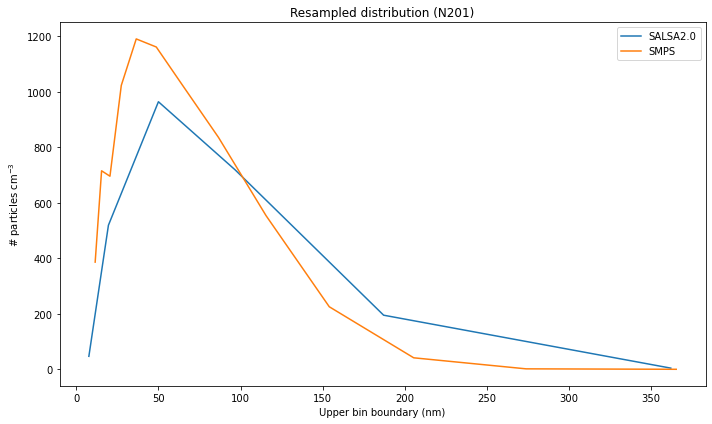 Resampled distribution (N201)
SALSA2.0
SMPS
# particles cm⁻³
1200
1000
800
600
400
200
0
0 50 100 150 200 250 300 350
Upper bin boundary (nm)